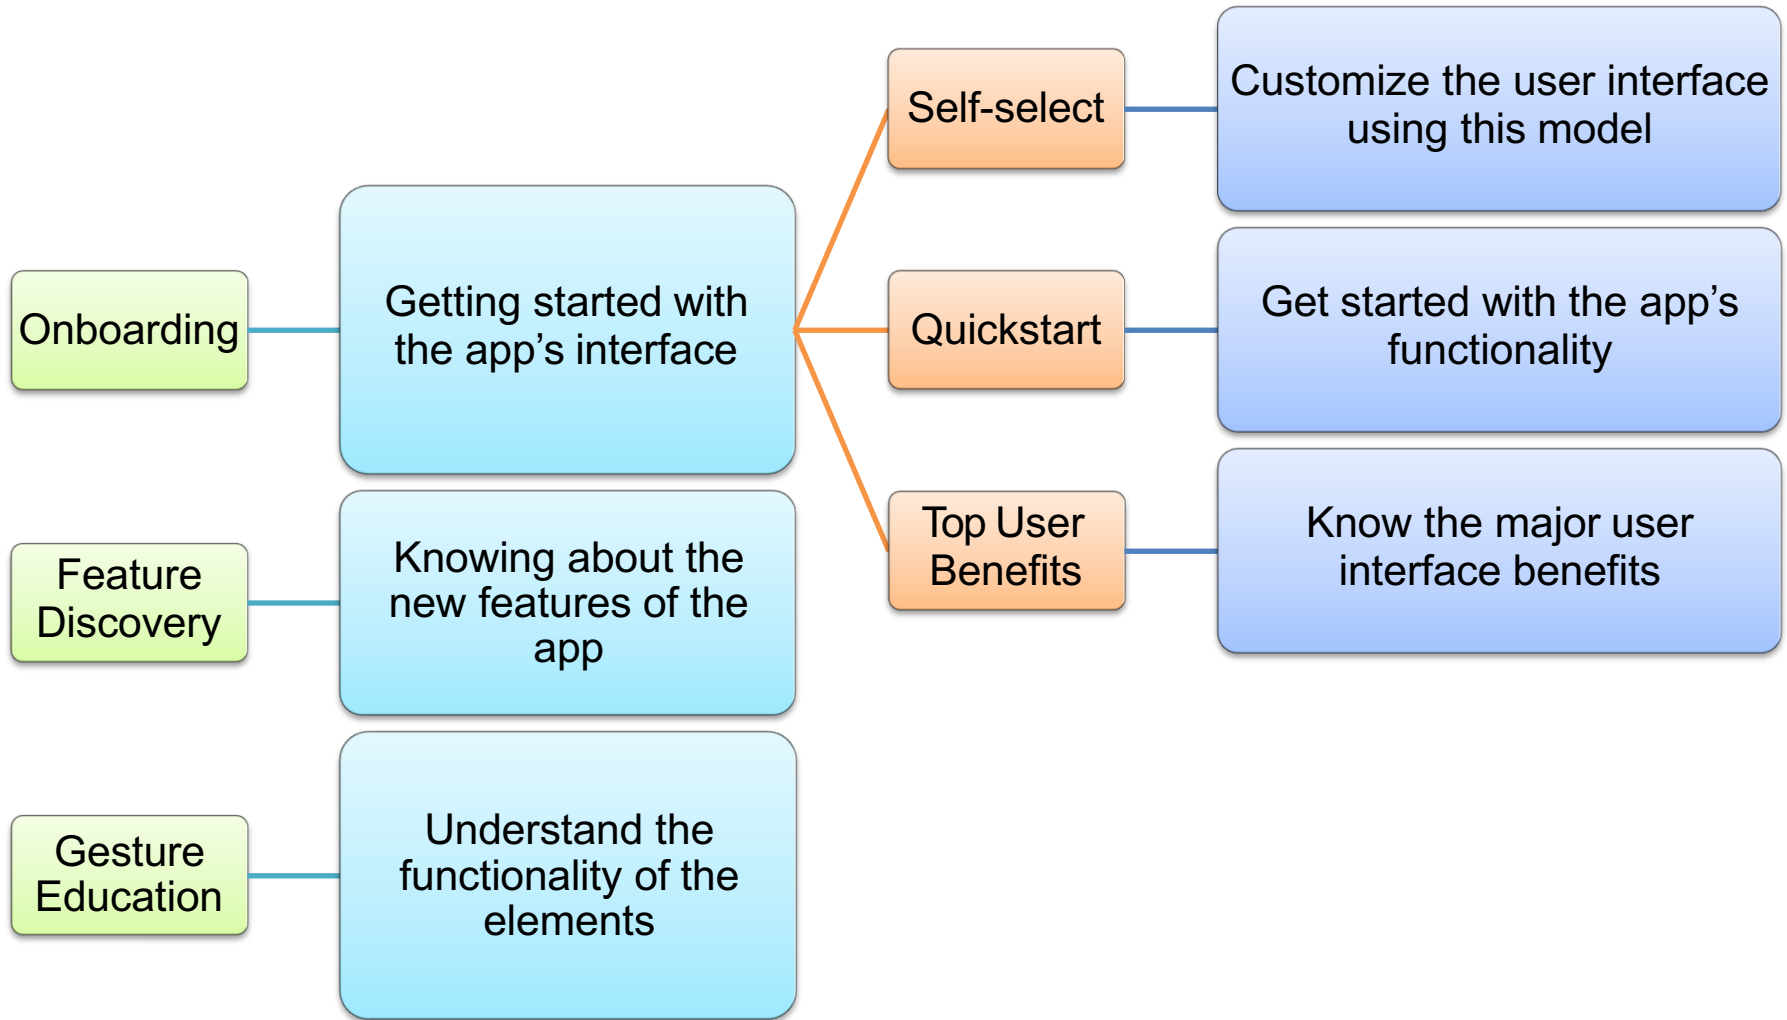 Onboarding
Getting started with
the app’s interface
Self-select
Customize the user interface
using this model
Quickstart
Get started with the app’s
functionality
Top User
Benefits
Know the major user
interface benefits
Feature
Discovery
Knowing about the
new features of the
app
Gesture
Education
Understand the
functionality of the
elements